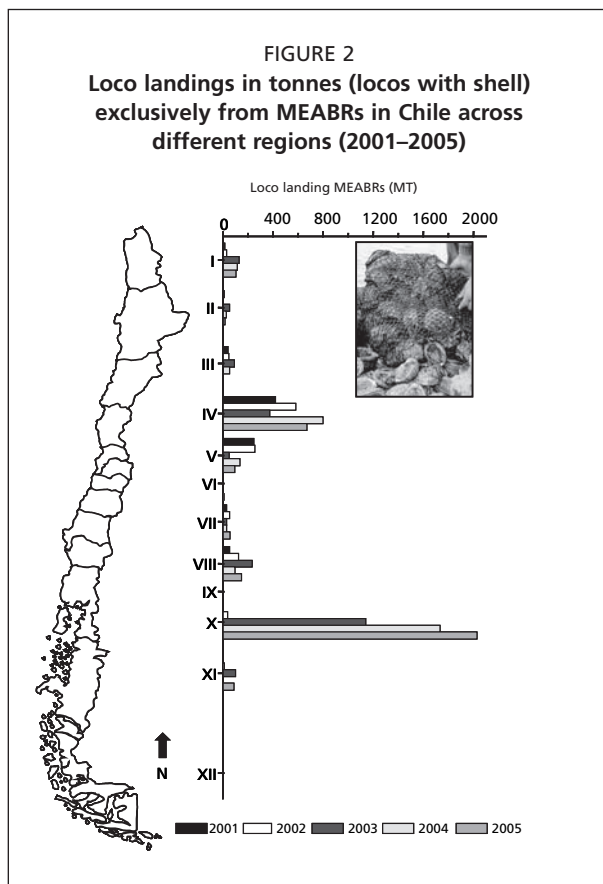 FIGURE 2
Loco landings in tonnes (locos with shell)
exclusively from MEABRs in Chile across
different regions (2001–2005)
Loco landing MEABRs (MT)
0 400 800 1200 1600 2000
I
II
III
IV
V
VI
VII
VIII
IX
X
XI
XII
N
2001 2002 2003 2004 2005